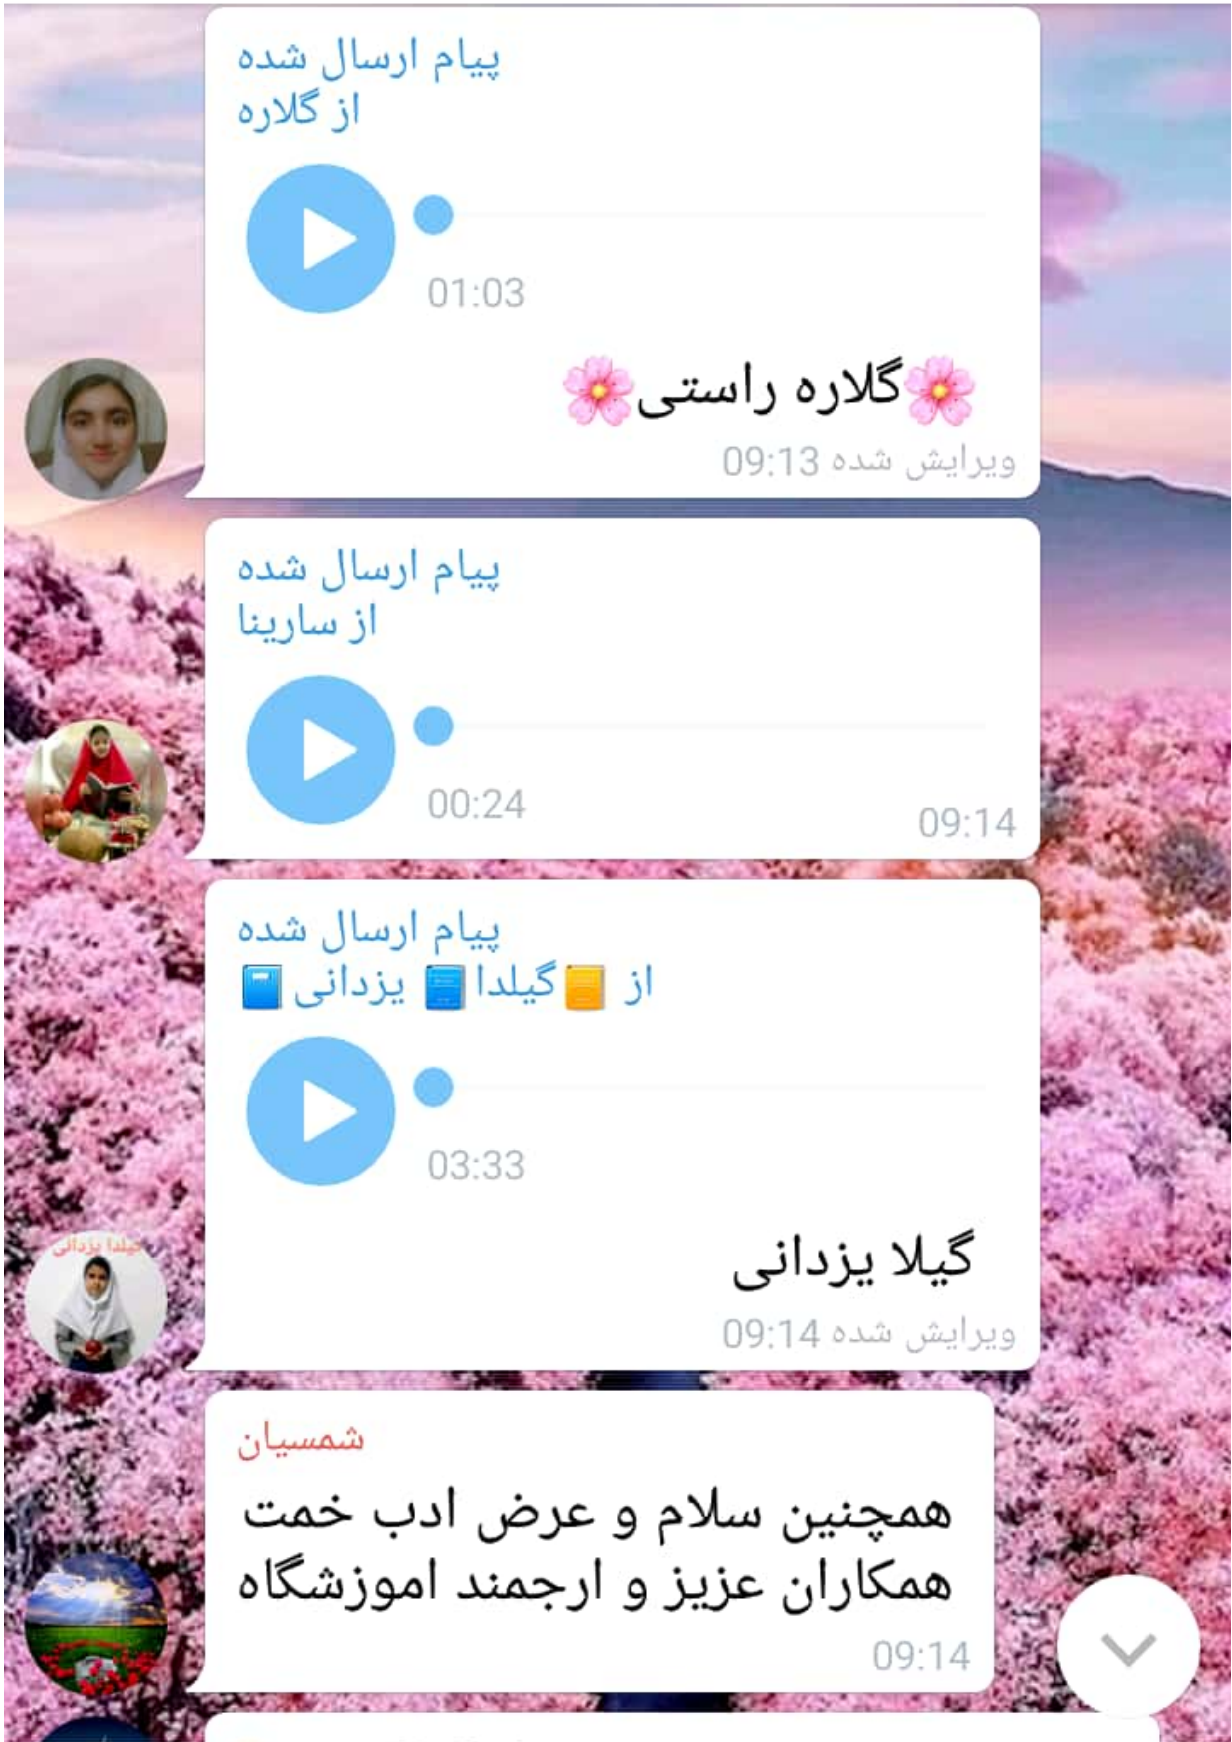 پیام ارسال شده
از گلاره
01:03
🌸گلاره راستی🌸
ویرایش شده 09:13
پیام ارسال شده
از سارینا
00:24
09:14
پیام ارسال شده
از 📒گیلدا📘 یزدانی📘
03:33
گیلدا یزدانی
گیلا یزدانی
ویرایش شده 09:14
شمسیان
همچنین سلام و عرض ادب خمت
همکاران عزیز و ارجمند اموزشگاه
09:14